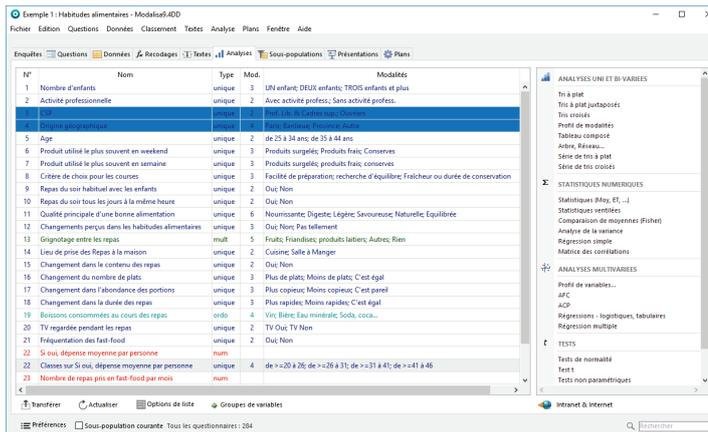 Exemple 1 : Habitudes alimentaires - Modalisa9.4DD
Fichier Edition Questions Données Classement Textes Analyse Plans Fenêtre Aide
Enquêtes Questions Données Recodages Textes Analyses Sous-populations Présentations Plans
N° Nom Type Mod. Modalités
1 Nombre d'enfants unique 3 UN enfant; DEUX enfants; TROIS enfants et plus
2 Activité professionnelle unique 2 Avec activité profess.; Sans activité profess.
3 CSP unique 2 Prof. Lib. & Cadres sup.; Ouvriers
4 Origine géographique unique 4 Paris; Banlieue; Province; Autre
5 Age unique 2 de 25 à 34 ans; de 35 à 44 ans
6 Produit utilisé le plus souvent en weekend unique 3 Produits surgelés; Produits frais; Conserves
7 Produit utilisé le plus souvent en semaine unique 3 Produits surgelés; Produits frais; conserves
8 Critère de choix pour les courses unique 3 Facilité de préparation; recherche d'équilibre; Fraîcheur ou durée de conservation
9 Repas du soir habituel avec les enfants unique 2 Oui; Non
10 Repas du soir tous les jours à la même heure unique 2 Oui; Non
11 Qualité principale d'une bonne alimentation unique 6 Nourrissante; Digeste; Légère; Savoureuse; Naturelle; Equilibrée
12 Changements perçus dans les habitudes alimentaires unique 3 Oui; Non; Pas tellement
13 Grignotage entre les repas mult 5 Fruits; Friandises; produits laitiers; Autres; Rien
14 Lieu de prise des Repas à la maison unique 2 Cuisine; Salle à Manger
15 Changement dans le contenu des repas unique 2 Oui; Non
16 Changement du nombre de plats unique 3 Plus de plats; Moins de plats; C'est égal
17 Changement dans l'abondance des portions unique 3 Plus copieux; Moins copieux; C'est pareil
18 Changement dans la durée des repas unique 3 Plus rapides; Moins rapides; C'est égal
19 Boissons consommées au cours des repas ordo 4 Vin; Bière; Eau minérale; Soda, coca...
20 TV regardée pendant les repas unique 2 TV Oui; TV Non
21 Fréquentation des fast-food unique 2 Oui; Non
22 Si oui, dépense moyenne par personne num
22 Classes sur Si oui, dépense moyenne par personne unique 4 de >=20 à 26; de >=26 à 31; de >=31 à 41; de >=41 à 46
23 Nombre de repas pris en fast-food par mois num
ANALYSES UNI ET BI-VARIEES
Tri à plat
Tris à plat juxtaposés
Tris croisés
Profil de modalités
Tableau composé
Arbre, Réseau...
Série de tris à plat
Série de tris croisés
Σ STATISTIQUES NUMERIQUES
Statistiques (Moy, ET, ...)
Statistiques ventilées
Comparaison de moyennes (Fisher)
Analyse de la variance
Régression simple
Matrice des corrélations
ANALYSES MULTIVARIEES
Profil de variables...
AFC
ACP
Régressions - logistiques, tabulaires
Régression multiple
t TESTS
Tests de normalité
Test t
Tests non paramétriques
Transférer Actualiser Options de liste Groupes de variables Intranet & Internet
Préférences Sous-population courante Tous les questionnaires : 284 Rechercher